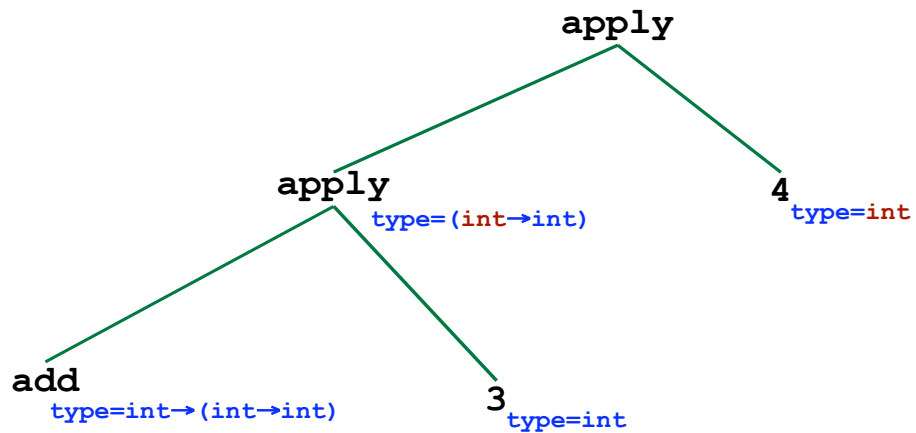 apply
apply
type=(int→int)
4
type=int
add
type=int→(int→int)
3
type=int